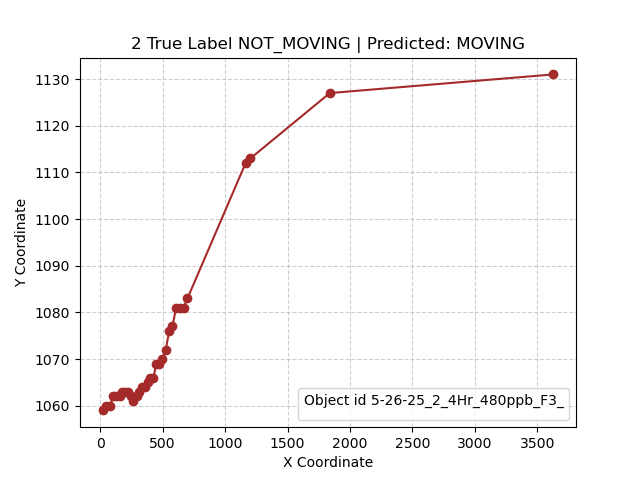 2 True Label NOT_MOVING | Predicted: MOVING
1130
1120
1110
1100
1090
1080
1070
1060
Y Coordinate
Object id 5-26-25_2_4Hr_480ppb_F3_
0 500 1000 1500 2000 2500 3000 3500
X Coordinate